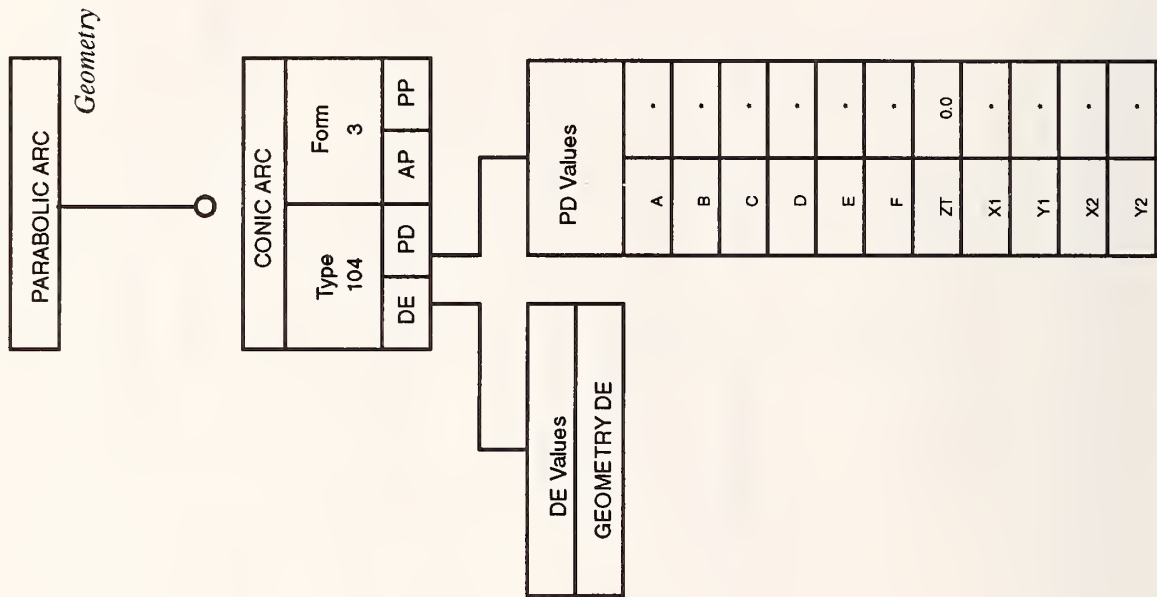 PARABOLIC ARC
Geometry
CONIC ARC
Type
104
Form
3
DE PD AP PP
DE Values
GEOMETRY DE
PD Values
A *
B *
C *
D *
E *
F *
ZT 0.0
X1 *
Y1 *
X2 *
Y2 *